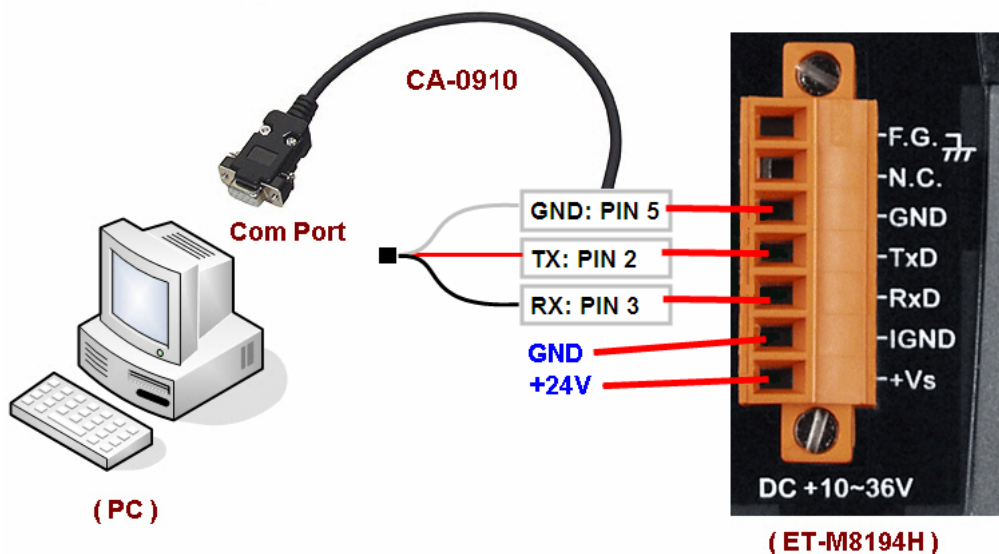 CA-0910
Com Port
GND: PIN 5
TX: PIN 2
RX: PIN 3
GND
+24V
F.G.
N.C.
GND
TxD
RxD
IGND
+Vs
DC +10~36V
( PC )
( ET-M8194H )